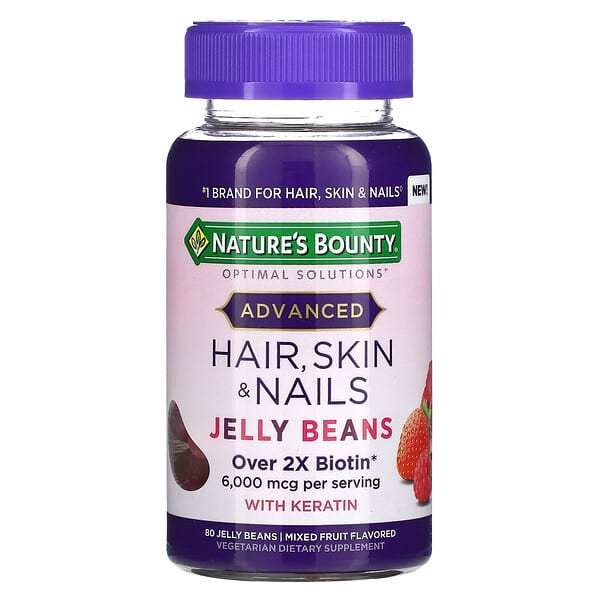 #1 BRAND FOR HAIR, SKIN & NAILS◊
NEW!
NATURE'S BOUNTY®
OPTIMAL SOLUTIONS®
ADVANCED
HAIR, SKIN
& NAILS
JELLY BEANS
Over 2X Biotin*
6,000 mcg per serving
WITH KERATIN
80 JELLY BEANS | MIXED FRUIT FLAVORED
VEGETARIAN DIETARY SUPPLEMENT